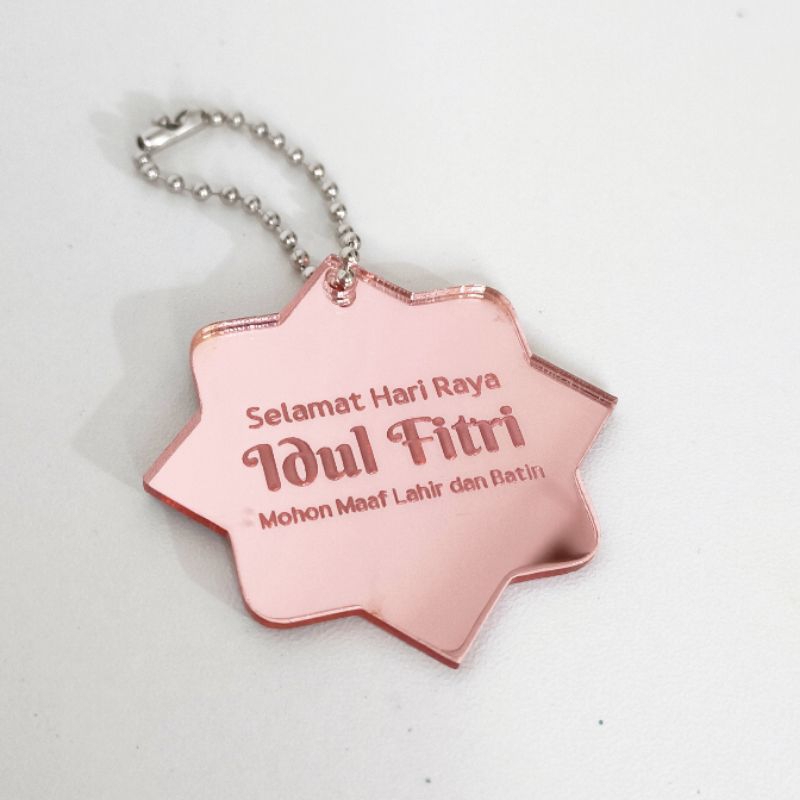 Selamat Hari Raya
Idul Fitri
Mohon Maaf Lahir dan Batin